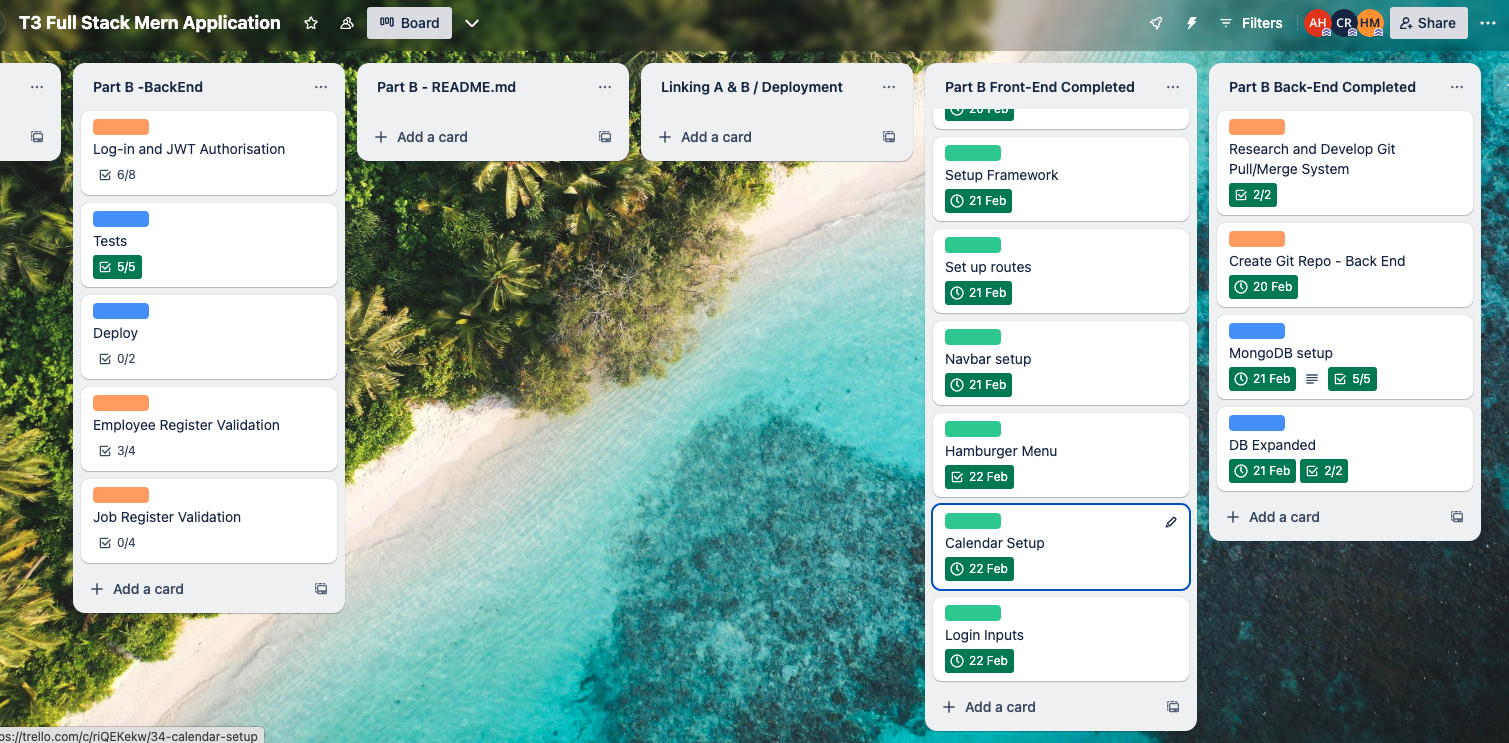 T3 Full Stack Mern Application
Board
Filters
AH
CR
HM
Share
Part B -BackEnd
Log-in and JWT Authorisation
6/8
Tests
5/5
Deploy
0/2
Employee Register Validation
3/4
Job Register Validation
0/4
Add a card
Part B - README.md
Add a card
Linking A & B / Deployment
Add a card
Part B Front-End Completed
20 Feb
Setup Framework
21 Feb
Set up routes
21 Feb
Navbar setup
21 Feb
Hamburger Menu
22 Feb
Calendar Setup
22 Feb
Login Inputs
22 Feb
Add a card
Part B Back-End Completed
Research and Develop Git
Pull/Merge System
2/2
Create Git Repo - Back End
20 Feb
MongoDB setup
21 Feb 5/5
DB Expanded
21 Feb 2/2
Add a card
ps://trello.com/c/riQEKekw/34-calendar-setup